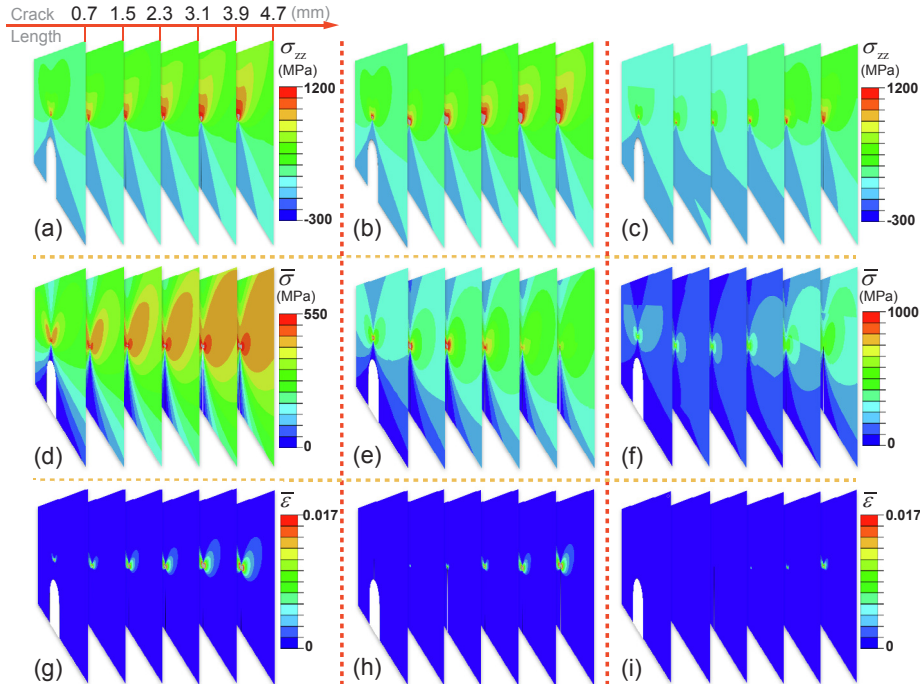 Crack 0.7 1.5 2.3 3.1 3.9 4.7 (mm)
Length
σzz
(MPa)
1200
-300
(a)
(b)
σzz
(MPa)
1200
-300
(c)
σ̅
(MPa)
550
0
(d)
(e)
σ̅
(MPa)
1000
0
(f)
ε̅
0.017
0
(g)
(h)
ε̅
0.017
0
(i)